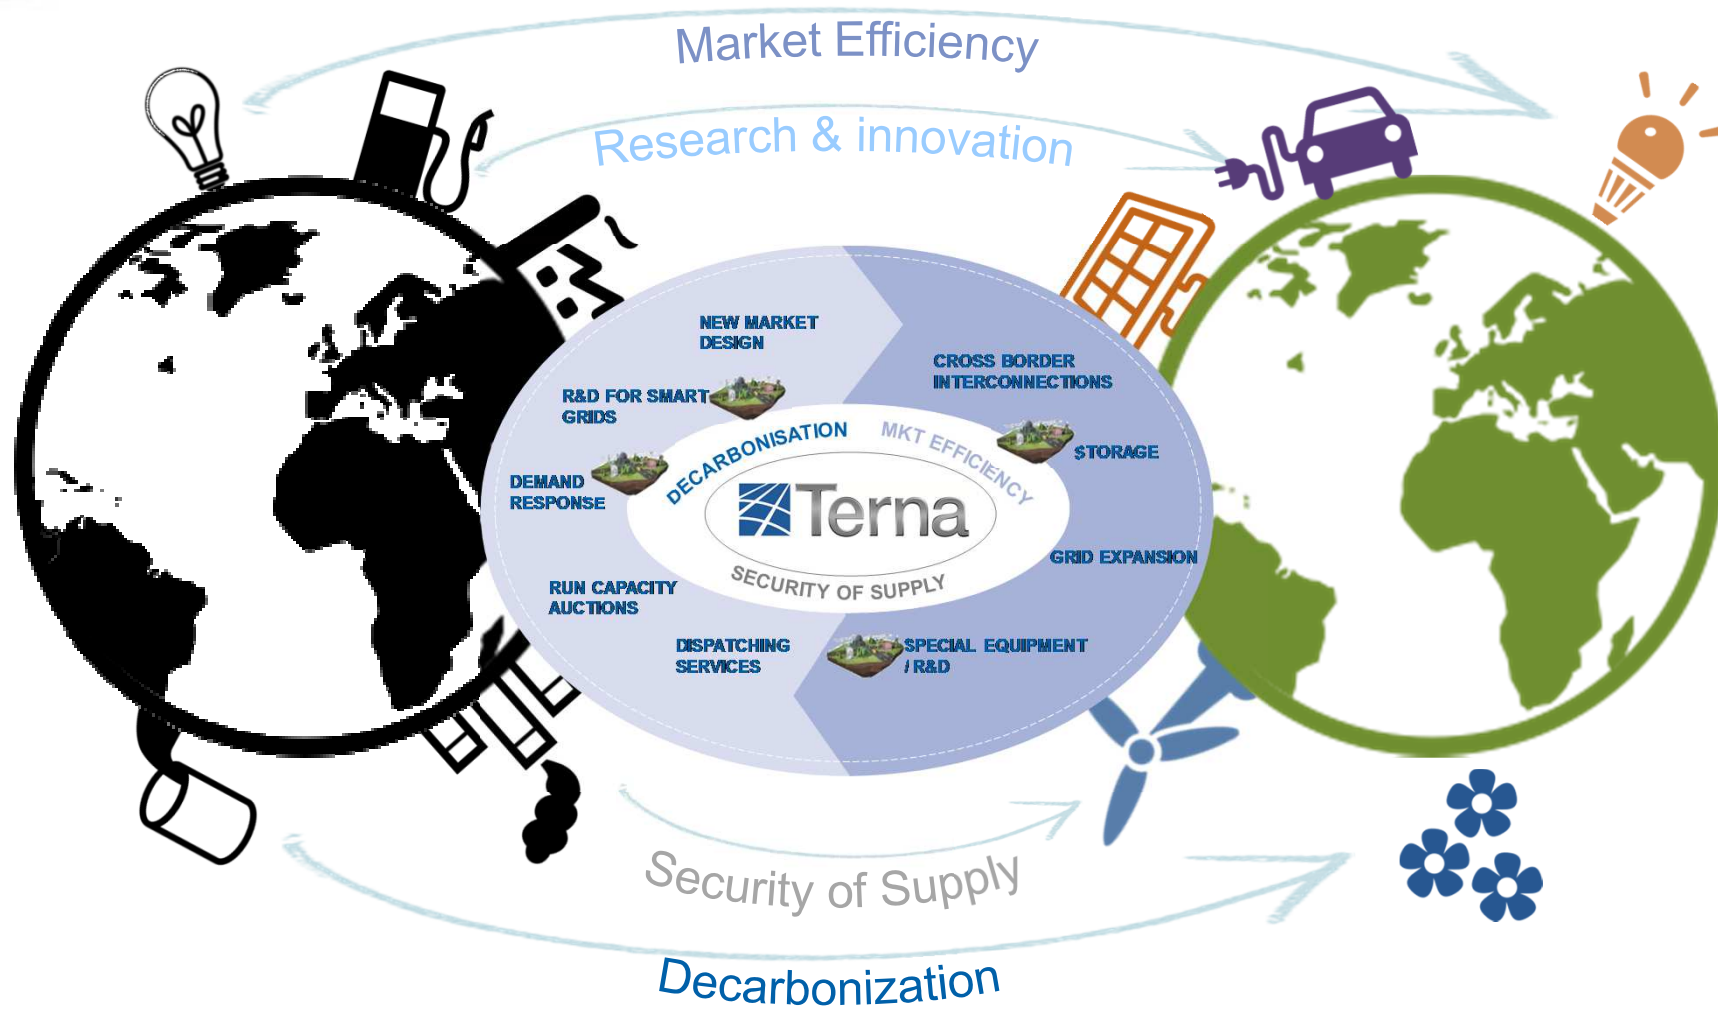 Market Efficiency
Research & innovation
NEW MARKET
DESIGN
CROSS BORDER
INTERCONNECTIONS
R&D FOR SMART
GRIDS
DECARBONISATION
MKT EFFICIENCY
STORAGE
DEMAND
RESPONSE
Terna
GRID EXPANSION
SECURITY OF SUPPLY
RUN CAPACITY
AUCTIONS
DISPATCHING
SERVICES
SPECIAL EQUIPMENT
/ R&D
Security of Supply
Decarbonization